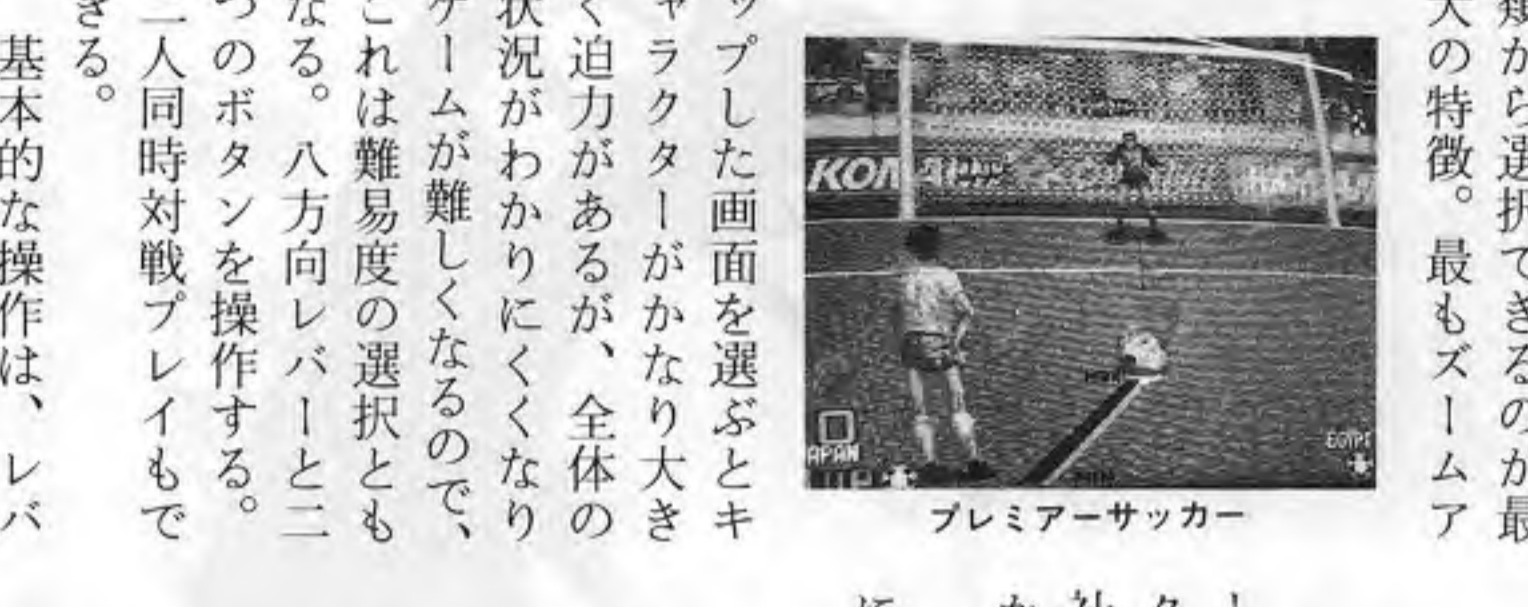 類から選択できるのが最
大の特徴。最もズームア
ップした画面を選ぶとキ
ャラクターがかなり大き
く迫力があるが、全体の
状況がわかりにくくなり
ゲームが難しくなるので、
これは難易度の選択とも
なる。八方向レバーと二
つのボタンを操作する。
二人同時対戦プレイもで
きる。
基本的な操作は、レバ
KONAMI
EGYPT
JAPAN
プレミアーサッカー